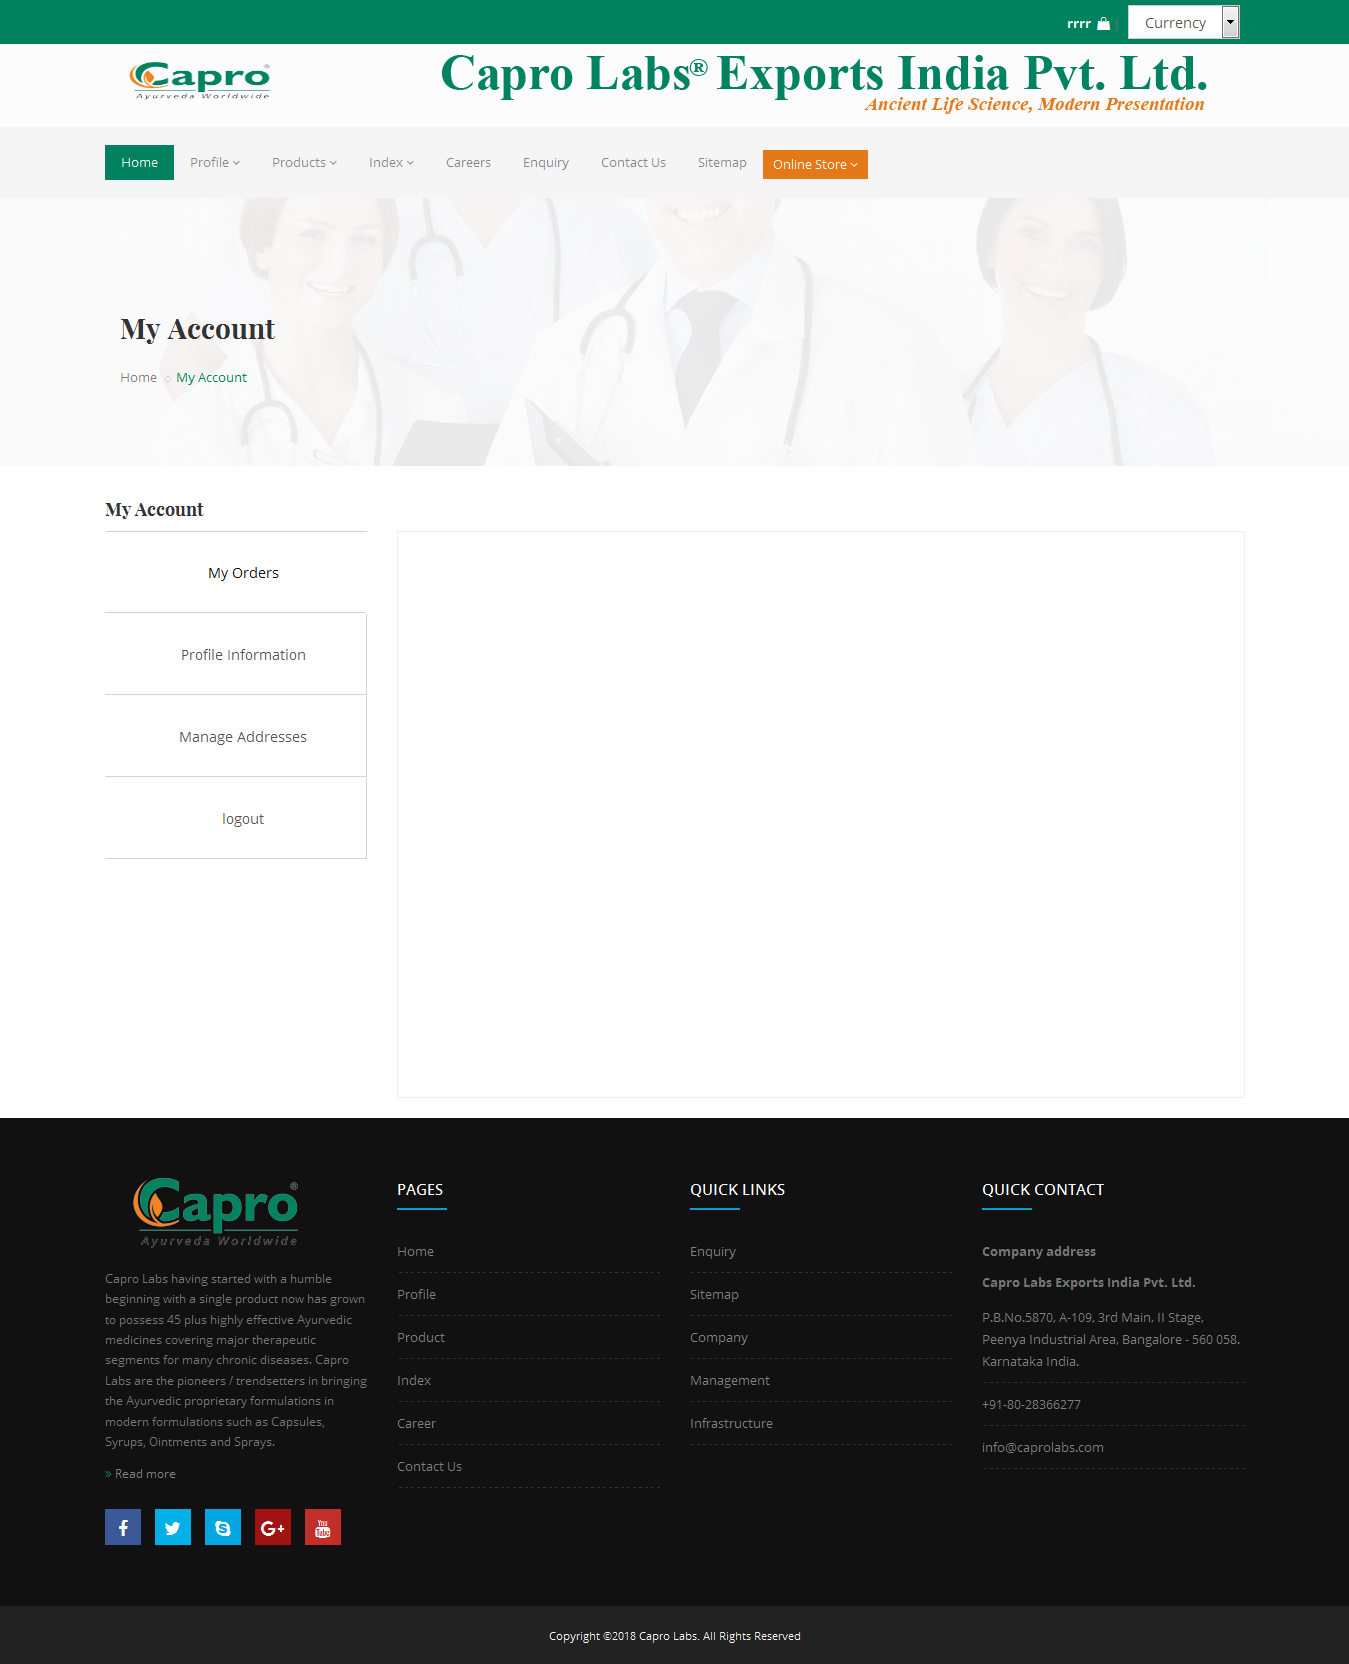 rrrr | Currency
Capro®
Ayurveda Worldwide
Capro Labs® Exports India Pvt. Ltd.
Ancient Life Science, Modern Presentation
Home Profile Products Index Careers Enquiry Contact Us Sitemap Online Store
My Account
Home My Account
My Account
My Orders
Profile Information
Manage Addresses
logout
Capro®
Ayurveda Worldwide
Capro Labs having started with a humble
beginning with a single product now has grown
to possess 45 plus highly effective Ayurvedic
medicines covering major therapeutic
segments for many chronic diseases. Capro
Labs are the pioneers / trendsetters in bringing
the Ayurvedic proprietary formulations in
modern formulations such as Capsules,
Syrups, Ointments and Sprays.
» Read more
f G+ You Tube
PAGES
Home
Profile
Product
Index
Career
Contact Us
QUICK LINKS
Enquiry
Sitemap
Company
Management
Infrastructure
QUICK CONTACT
Company address
Capro Labs Exports India Pvt. Ltd.
P.B.No.5870, A-109, 3rd Main, II Stage,
Peenya Industrial Area, Bangalore - 560 058.
Karnataka India.
+91-80-28366277
info@caprolabs.com
Copyright ©2018 Capro Labs. All Rights Reserved